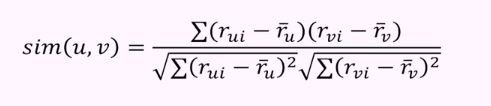 sim(u, v) = Σ(r_ui − r̄_u)(r_vi − r̄_v) / √Σ(r_ui − r̄_u)² √Σ(r_vi − r̄_v)²